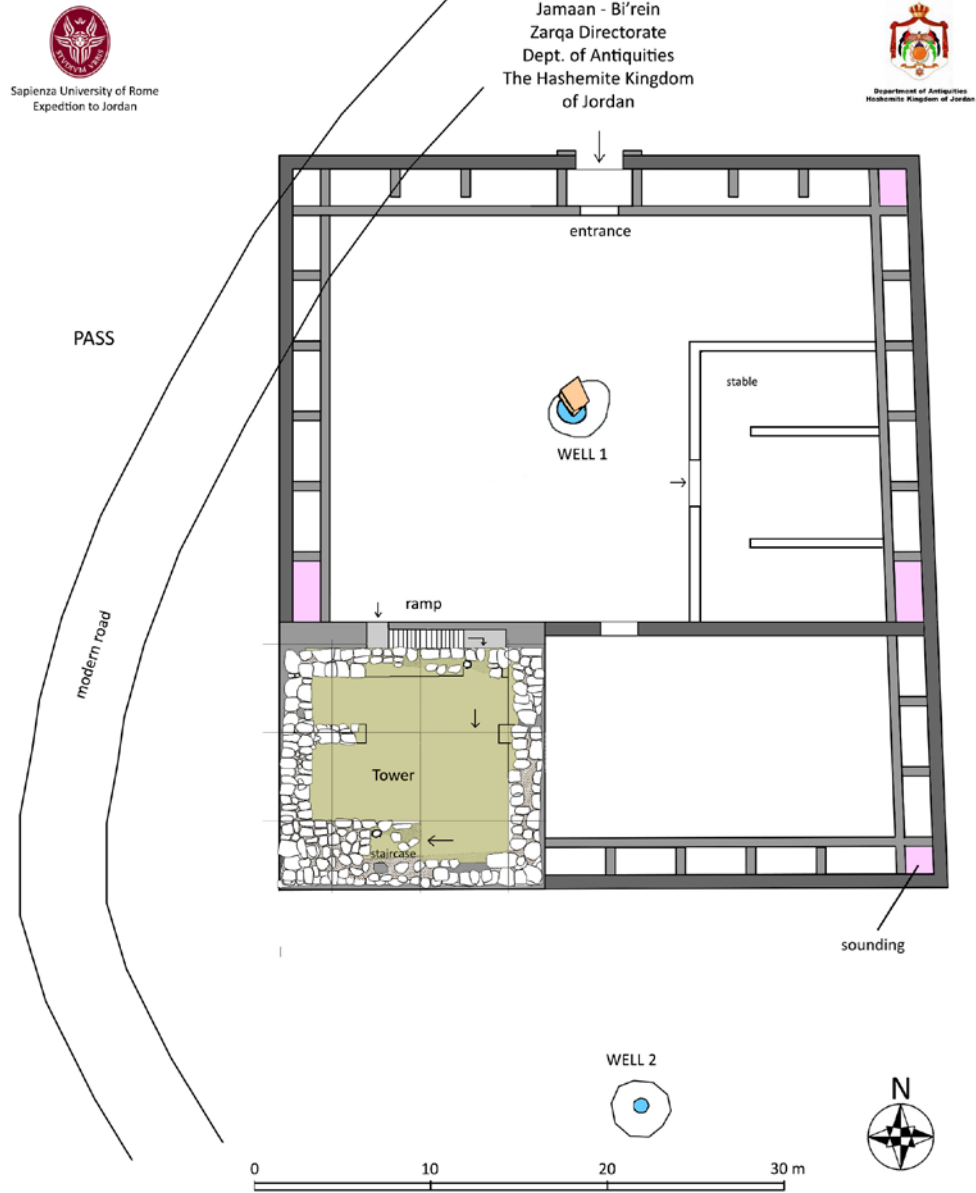 Jamaan - Bi’rein
Zarqa Directorate
Dept. of Antiquities
The Hashemite Kingdom
of Jordan
STVDIVM VRBIS
Sapienza University of Rome
Expedtion to Jordan
Department of Antiquities
Hashemite Kingdom of Jordan
entrance
PASS
stable
WELL 1
ramp
modern road
Tower
staircase
sounding
WELL 2
N
0 10 20 30 m